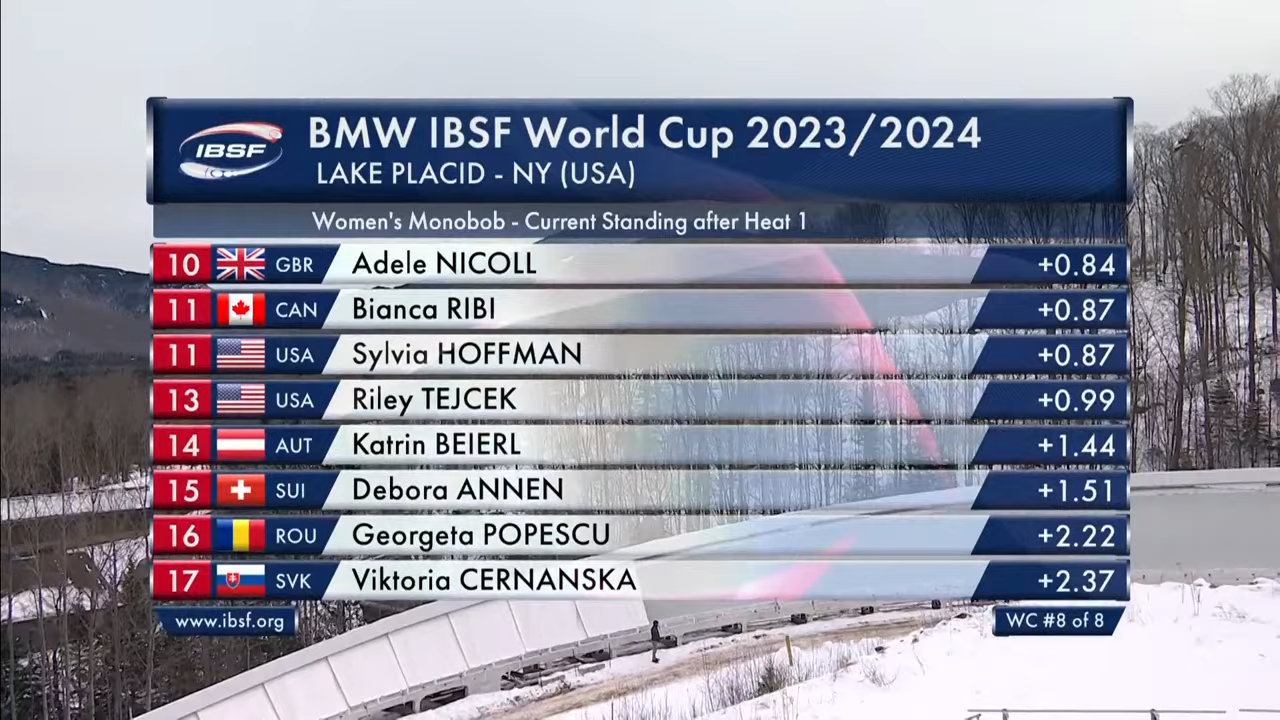 IBSF
BMW IBSF World Cup 2023/2024
LAKE PLACID - NY (USA)
Women's Monobob - Current Standing after Heat 1
10 GBR Adele NICOLL +0.84
11 CAN Bianca RIBI +0.87
11 USA Sylvia HOFFMAN +0.87
13 USA Riley TEJCEK +0.99
14 AUT Katrin BEIERL +1.44
15 SUI Debora ANNEN +1.51
16 ROU Georgeta POPESCU +2.22
17 SVK Viktoria CERNANSKA +2.37
www.ibsf.org
WC #8 of 8